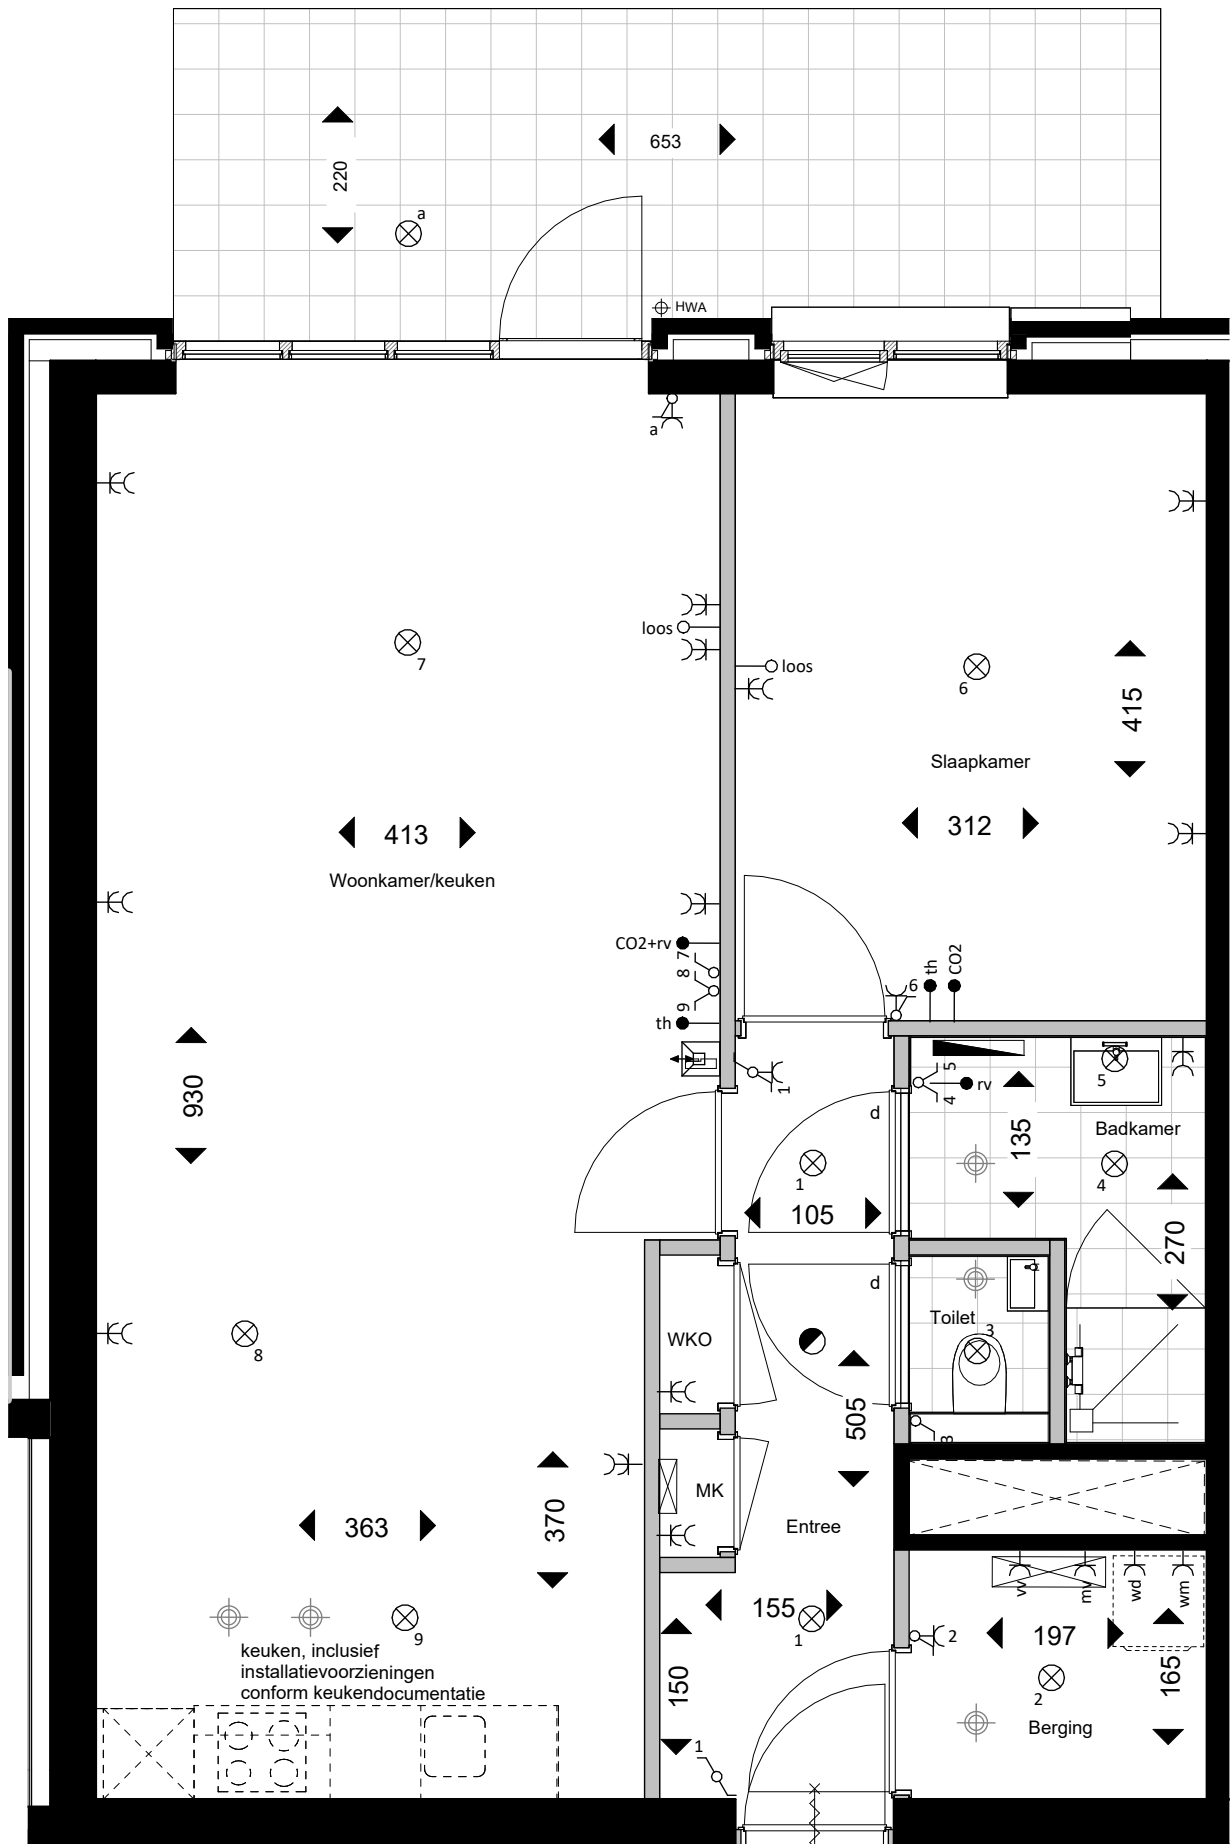 653
220
a
HWA
a
loos
7
loos
6
415
Slaapkamer
413
312
Woonkamer/keuken
CO2+rv
7
8
9
th
6
th
CO2
1
930
5
4
rv
5
135
Badkamer
d
1
4
105
270
d
Toilet
3
WKO
8
505
3
MK
370
363
Entree
155
1
9
vv
mv
wd
wm
2
197
165
keuken, inclusief
installatievoorzieningen
conform keukendocumentatie
150
2
Berging
1